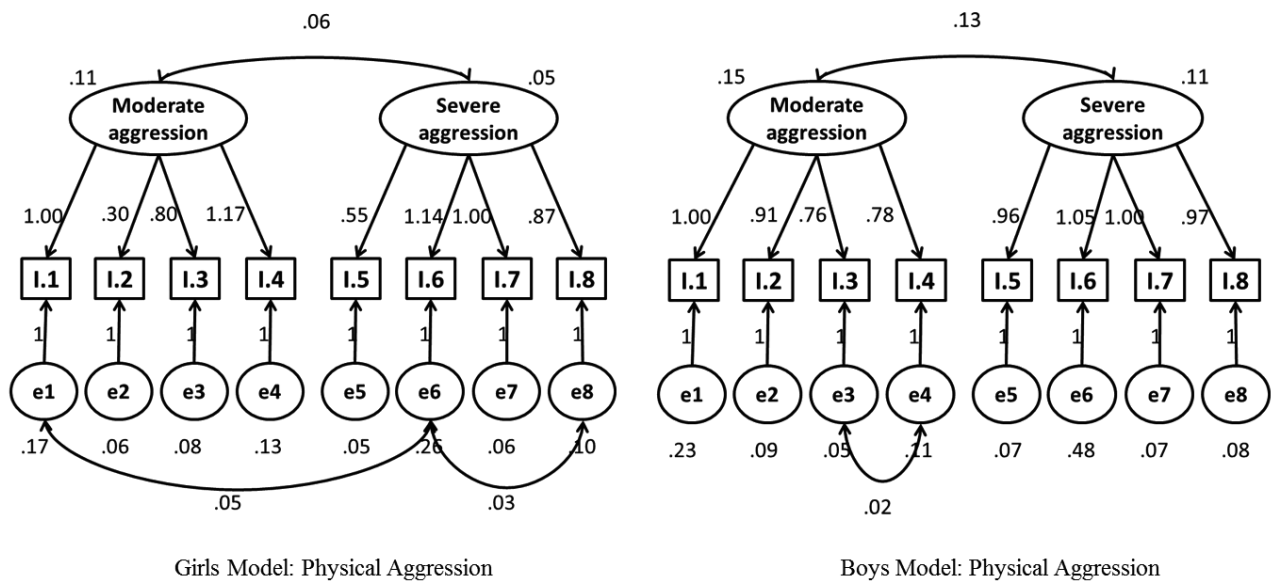 .06
.11
.05
Moderate
aggression
Severe
aggression
1.00
.30
.80
1.17
.55
1.14
1.00
.87
I.1
I.2
I.3
I.4
I.5
I.6
I.7
I.8
1
1
1
1
1
1
1
1
e1
e2
e3
e4
e5
e6
e7
e8
.17
.06
.08
.13
.05
.26
.06
.10
.05
.03
Girls Model: Physical Aggression
.13
.15
.11
Moderate
aggression
Severe
aggression
1.00
.91
.76
.78
.96
1.05
1.00
.97
I.1
I.2
I.3
I.4
I.5
I.6
I.7
I.8
1
1
1
1
1
1
1
1
e1
e2
e3
e4
e5
e6
e7
e8
.23
.09
.05
.11
.07
.48
.07
.08
.02
Boys Model: Physical Aggression